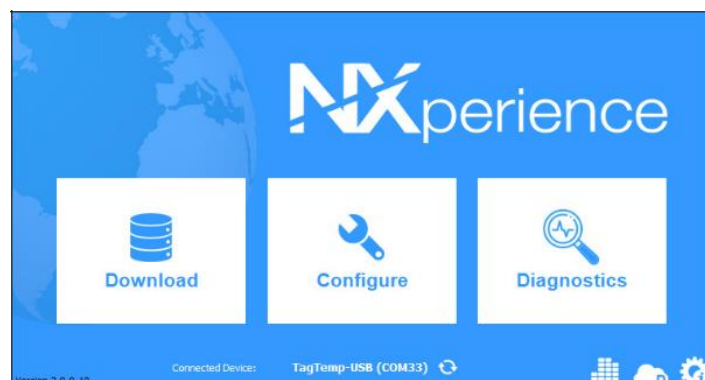 NXperience
Download Configure Diagnostics
Connected Device: TagTemp-USB (COM33)